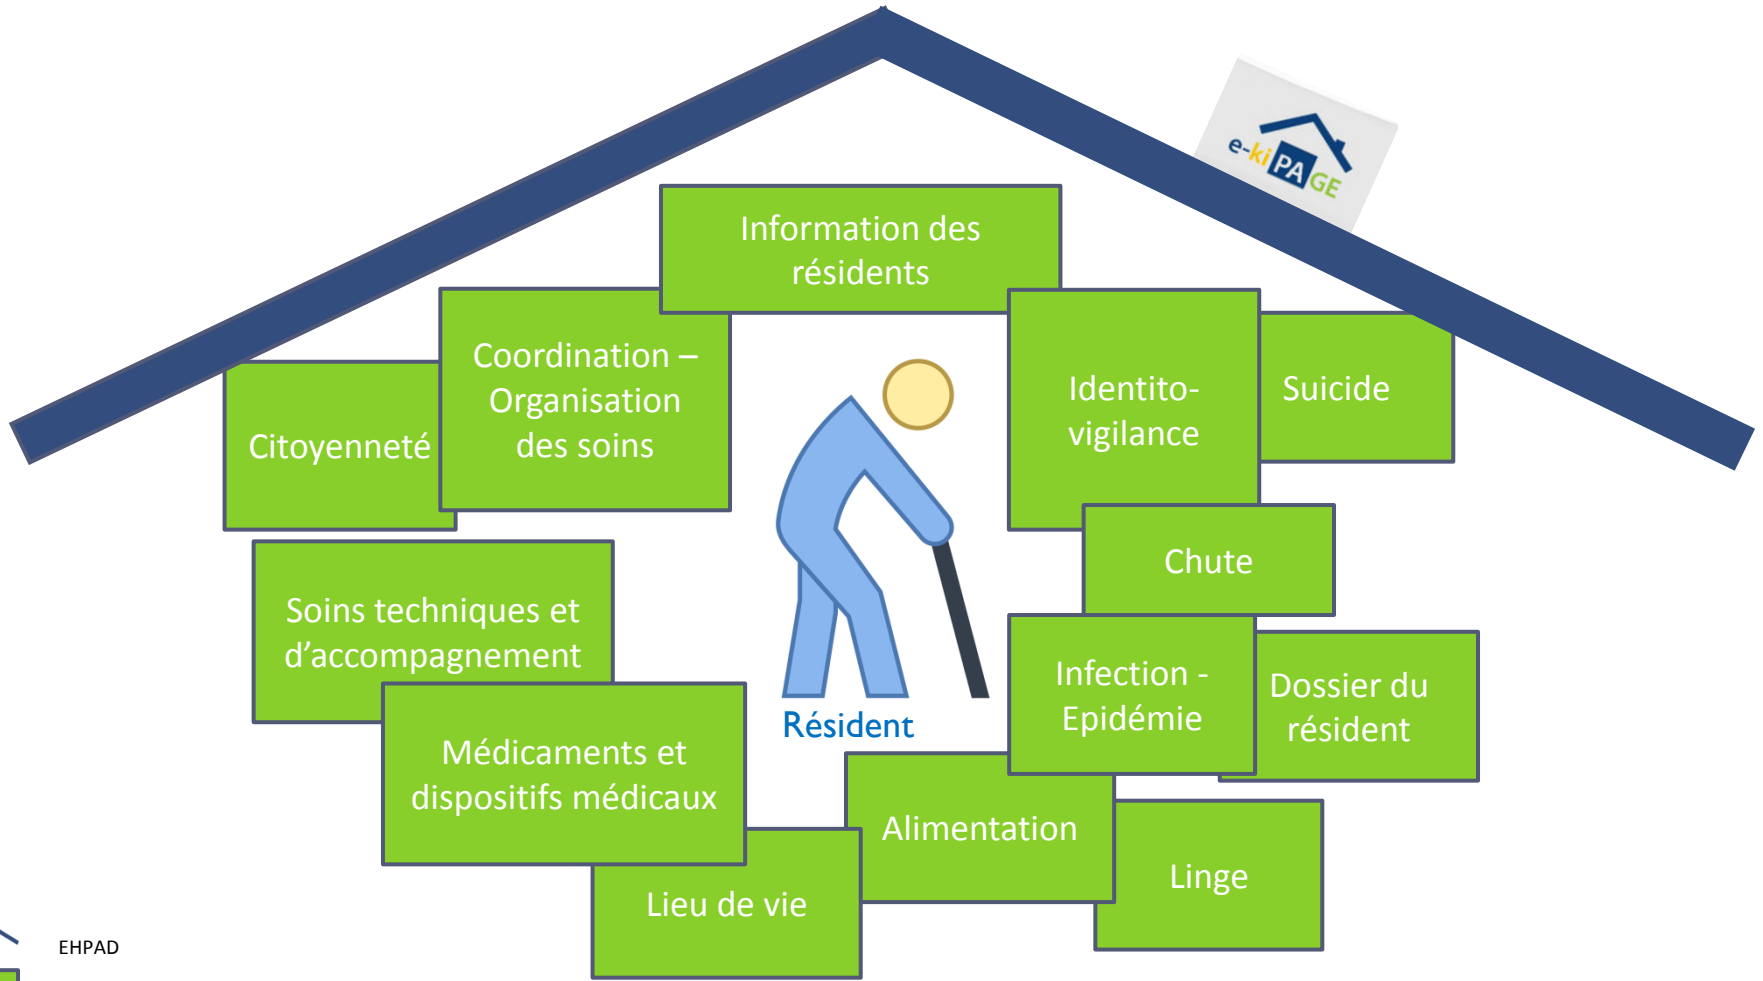 e-kiPAGE
Information des
résidents
Coordination –
Organisation
des soins
Identito-
vigilance
Suicide
Citoyenneté
Chute
Soins techniques et
d’accompagnement
Infection -
Epidémie
Dossier du
résident
Résident
Médicaments et
dispositifs médicaux
Alimentation
Linge
Lieu de vie
EHPAD